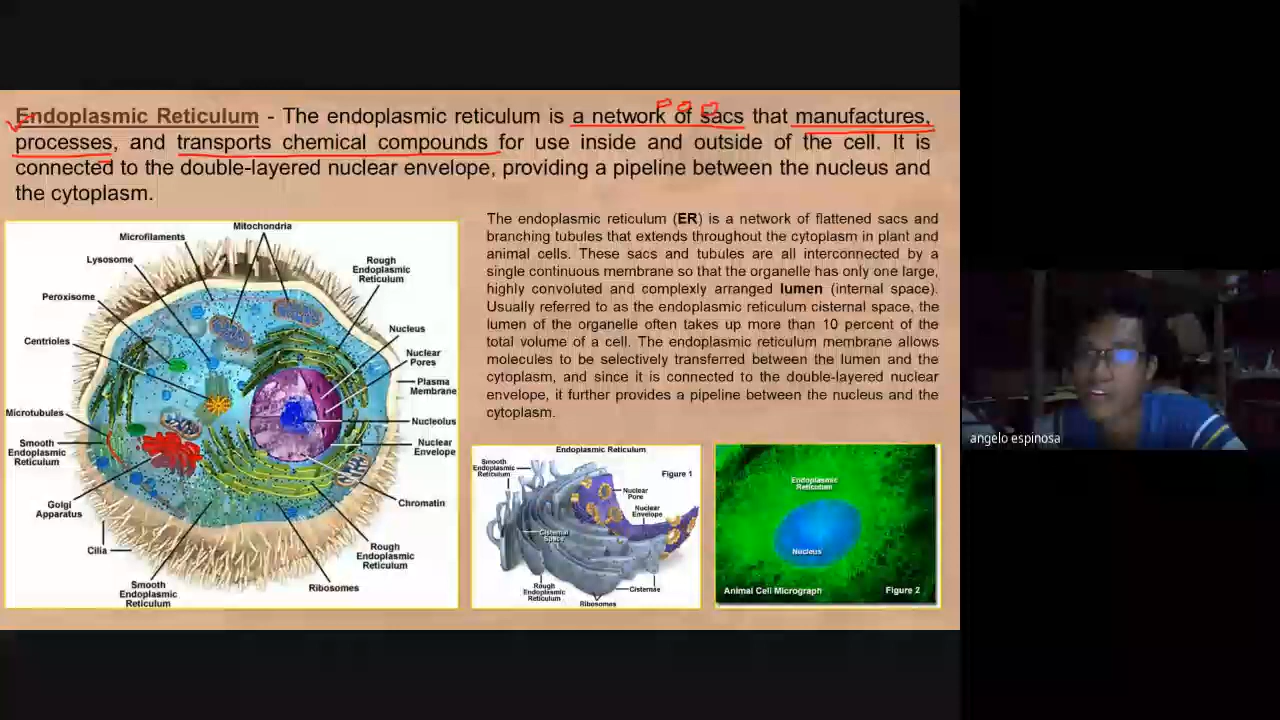 Endoplasmic Reticulum - The endoplasmic reticulum is a network of sacs that manufactures,
processes, and transports chemical compounds for use inside and outside of the cell. It is
connected to the double-layered nuclear envelope, providing a pipeline between the nucleus and
the cytoplasm.
Mitochondria
Microfilaments
Lysosome
Rough
Endoplasmic
Reticulum
Peroxisome
Nucleus
Centrioles
Nuclear
Pores
Plasma
Membrane
Microtubules
Nucleolus
Smooth
Endoplasmic
Reticulum
Nuclear
Envelope
Golgi
Apparatus
Chromatin
Cilia
Rough
Endoplasmic
Reticulum
Smooth
Endoplasmic
Reticulum
Ribosomes
The endoplasmic reticulum (ER) is a network of flattened sacs and
branching tubules that extends throughout the cytoplasm in plant and
animal cells. These sacs and tubules are all interconnected by a
single continuous membrane so that the organelle has only one large,
highly convoluted and complexly arranged lumen (internal space).
Usually referred to as the endoplasmic reticulum cisternal space, the
lumen of the organelle often takes up more than 10 percent of the
total volume of a cell. The endoplasmic reticulum membrane allows
molecules to be selectively transferred between the lumen and the
cytoplasm, and since it is connected to the double-layered nuclear
envelope, it further provides a pipeline between the nucleus and the
cytoplasm.
Endoplasmic Reticulum
Smooth
Endoplasmic
Reticulum
Figure 1
Nuclear
Pore
Nuclear
Envelope
Cisternal
Space
Rough
Endoplasmic
Reticulum
Cisternae
Ribosomes
Endoplasmic
Reticulum
Nucleus
Animal Cell Micrograph
Figure 2
angelo espinosa